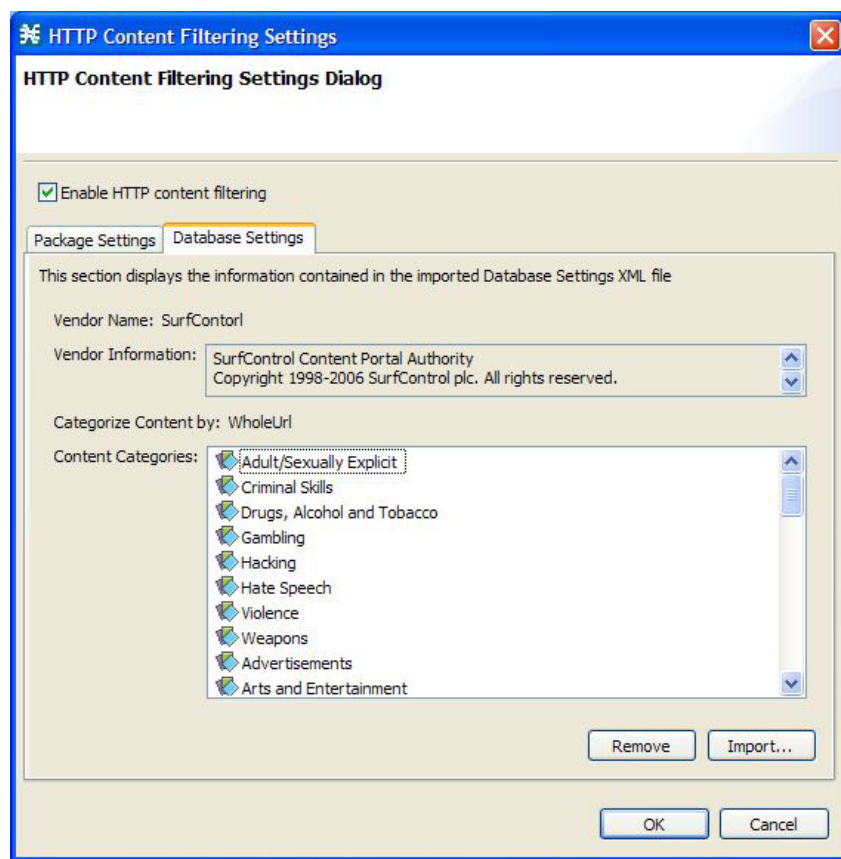 HTTP Content Filtering Settings
HTTP Content Filtering Settings Dialog
Enable HTTP content filtering
Package Settings Database Settings
This section displays the information contained in the imported Database Settings XML file
Vendor Name: SurfContorl
Vendor Information: SurfControl Content Portal Authority
Copyright 1998-2006 SurfControl plc. All rights reserved.
Categorize Content by: WholeUrl
Content Categories: Adult/Sexually Explicit
Criminal Skills
Drugs, Alcohol and Tobacco
Gambling
Hacking
Hate Speech
Violence
Weapons
Advertisements
Arts and Entertainment
Remove Import...
OK Cancel